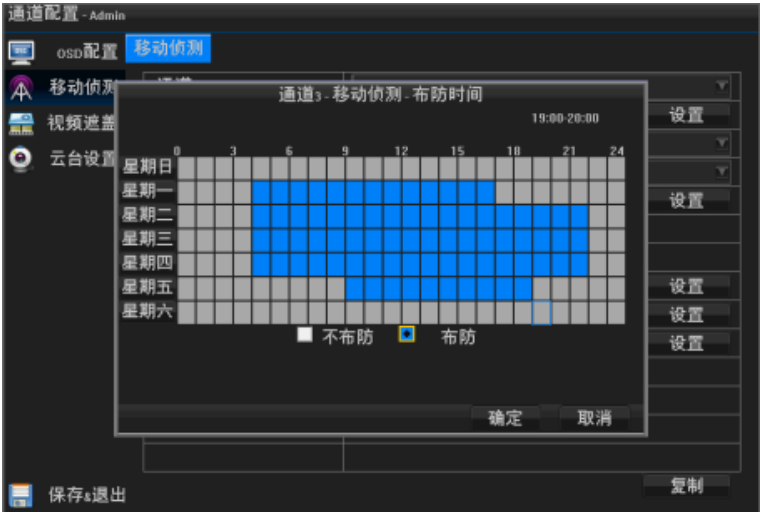 通道配置 - Admin
OSD配置
移动侦测
移动侦测
视频遮盖
设置
云台设置
设置
设置
设置
设置
通道3 - 移动侦测 - 布防时间
19:00-20:00
0 3 6 9 12 15 18 21 24
星期日
星期一
星期二
星期三
星期四
星期五
星期六
不布防 布防
确定 取消
复制
保存&退出